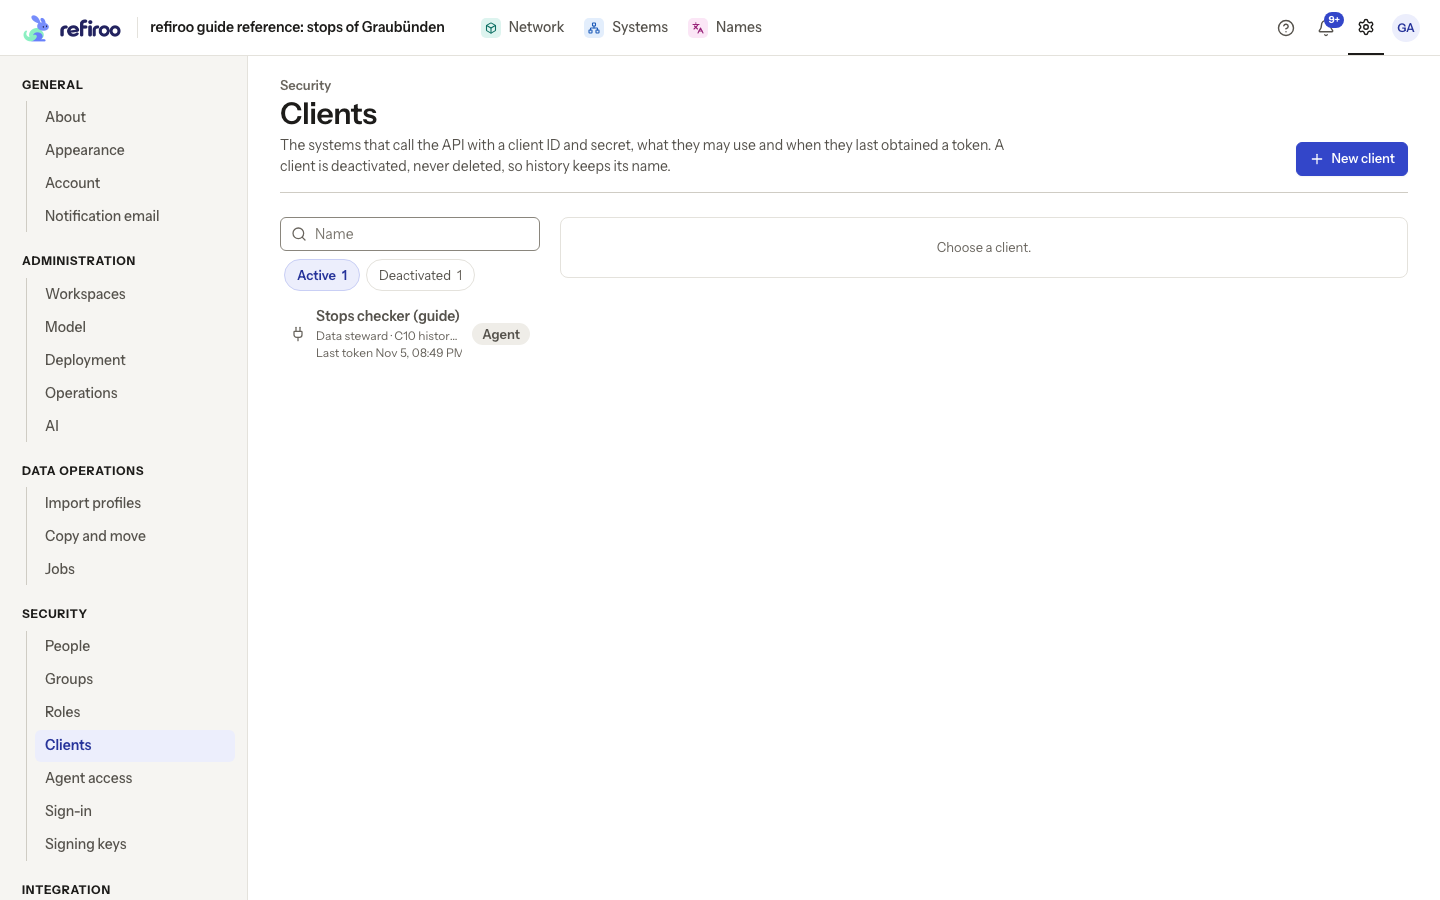 refiroo
refiroo guide reference: stops of Graubünden
Network
Systems
Names
9+
GA
GENERAL
About
Appearance
Account
Notification email
ADMINISTRATION
Workspaces
Model
Deployment
Operations
AI
DATA OPERATIONS
Import profiles
Copy and move
Jobs
SECURITY
People
Groups
Roles
Clients
Agent access
Sign-in
Signing keys
INTEGRATION
Security
Clients
The systems that call the API with a client ID and secret, what they may use and when they last obtained a token. A
client is deactivated, never deleted, so history keeps its name.
New client
Name
Active 1
Deactivated 1
Stops checker (guide)
Data steward · C10 histor…
Last token Nov 5, 08:49 PM
Agent
Choose a client.